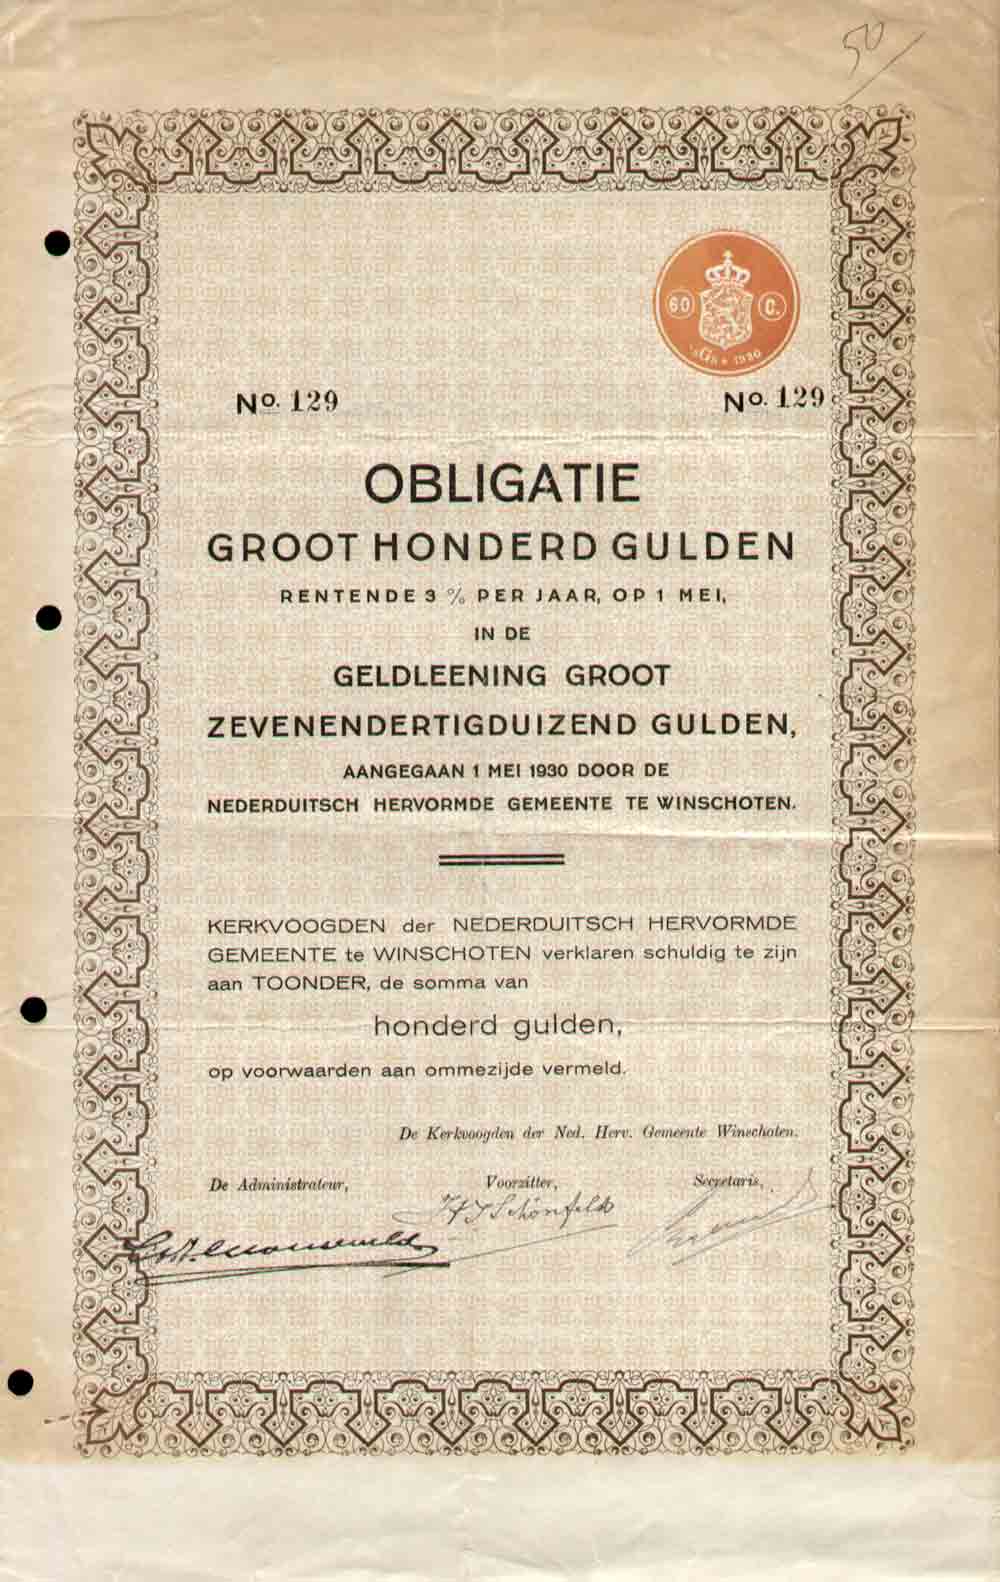 50
60 C.
'sGh * 1930
No. 129 No. 129
OBLIGATIE
GROOT HONDERD GULDEN
RENTENDE 3 % PER JAAR, OP 1 MEI,
IN DE
GELDLEENING GROOT
ZEVENENDERTIGDUIZEND GULDEN,
AANGEGAAN 1 MEI 1930 DOOR DE
NEDERDUITSCH HERVORMDE GEMEENTE TE WINSCHOTEN.
KERKVOOGDEN der NEDERDUITSCH HERVORMDE
GEMEENTE te WINSCHOTEN verklaren schuldig te zijn
aan TOONDER, de somma van
honderd gulden,
op voorwaarden aan ommezijde vermeld.
De Kerkvoogden der Ned. Herv. Gemeente Winschoten.
De Administrateur, Voorzitter, Secretaris,
Schönfeld